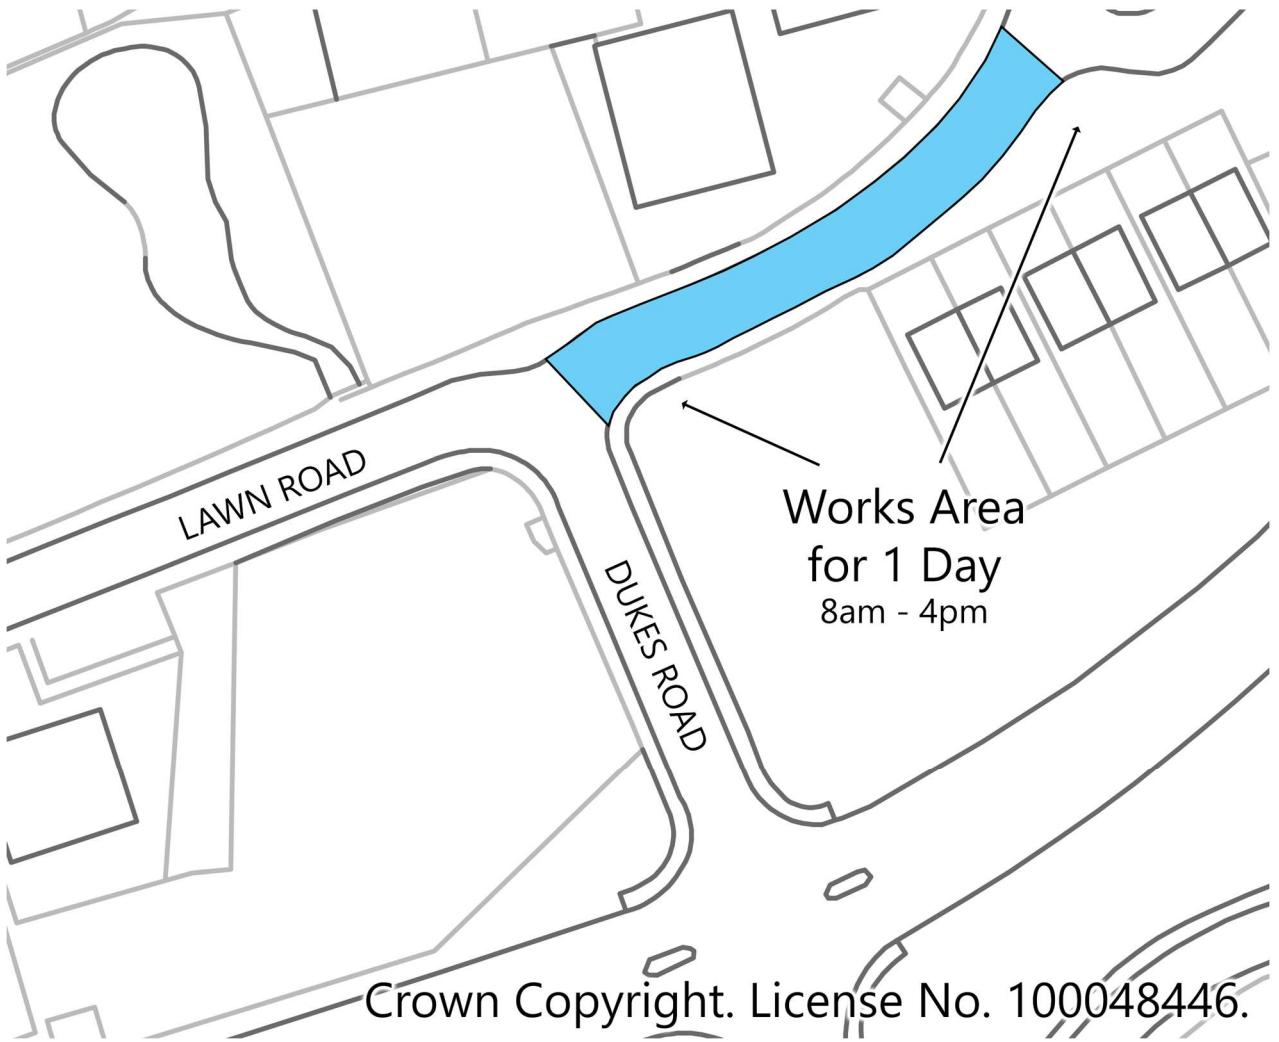 LAWN ROAD
DUKES ROAD
Works Area
for 1 Day
8am - 4pm
Crown Copyright. License No. 100048446.